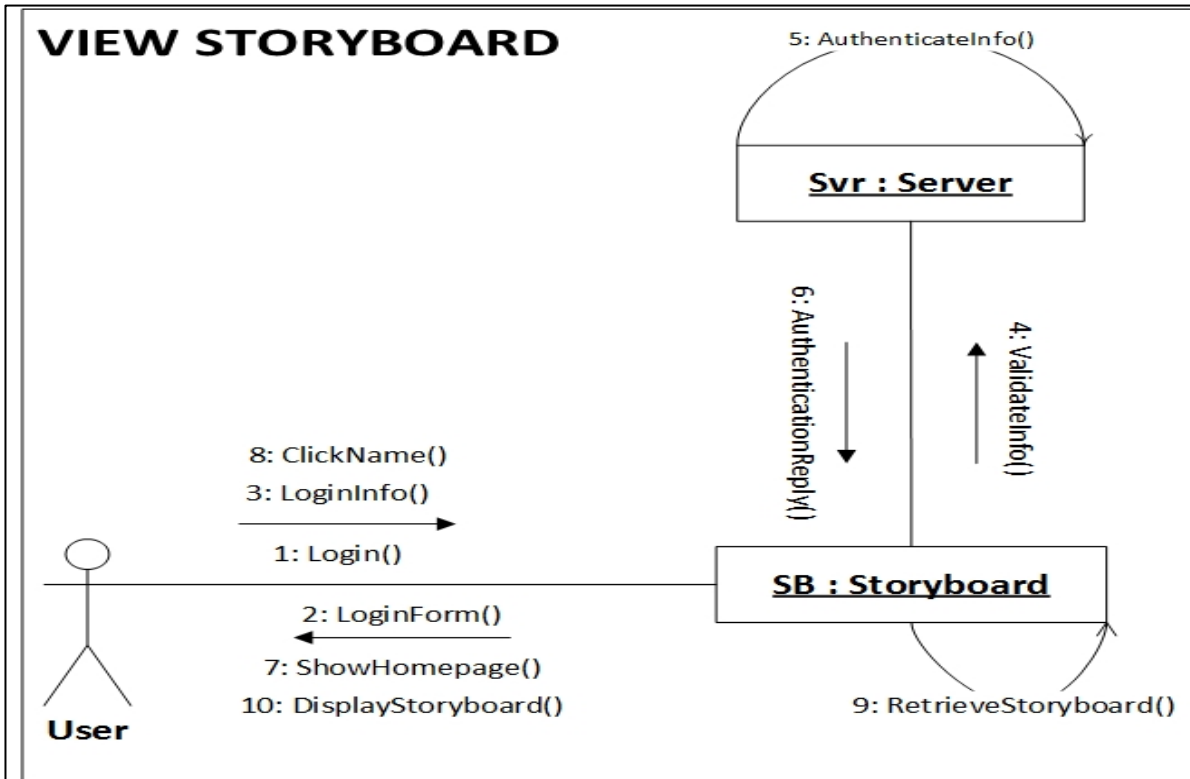 VIEW STORYBOARD
5: AuthenticateInfo()
Svr : Server
6: AuthenticationReply()
4: ValidateInfo()
8: ClickName()
3: LoginInfo()
1: Login()
SB : Storyboard
2: LoginForm()
7: ShowHomepage()
10: DisplayStoryboard()
9: RetrieveStoryboard()
User